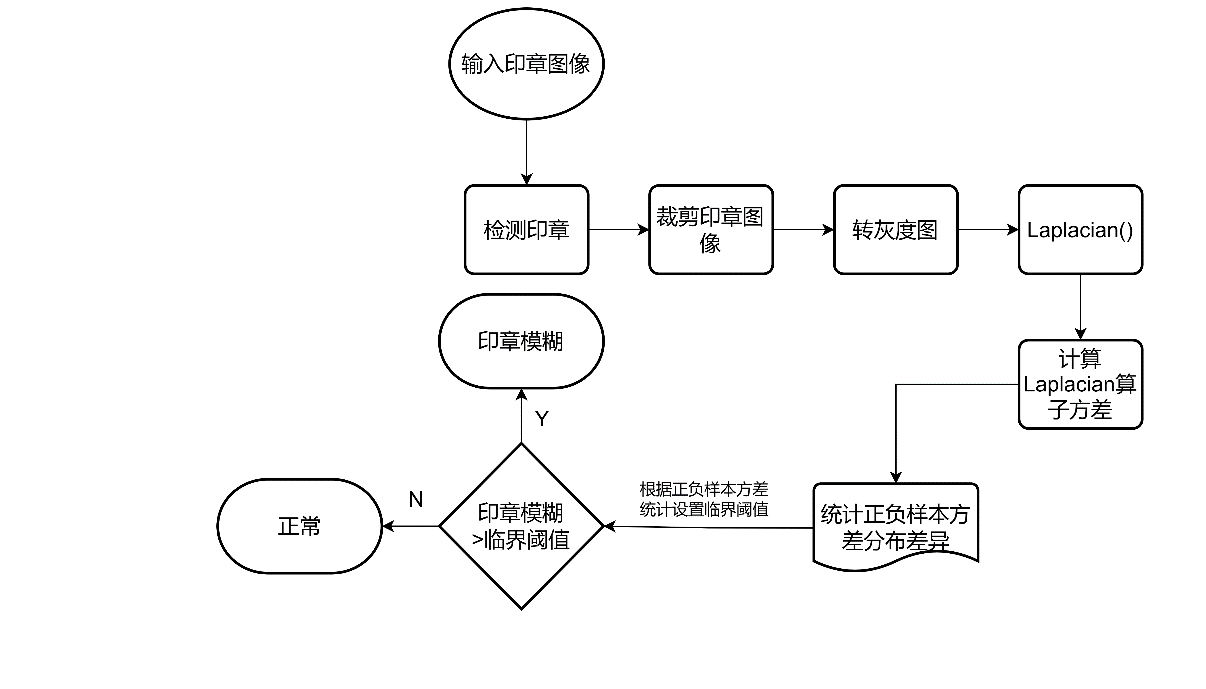 输入印章图像
检测印章
裁剪印章图
像
转灰度图
Laplacian()
计算
Laplacian算
子方差
统计正负样本方
差分布差异
根据正负样本方差
统计设置临界阈值
印章模糊
>临界阈值
Y
印章模糊
N
正常